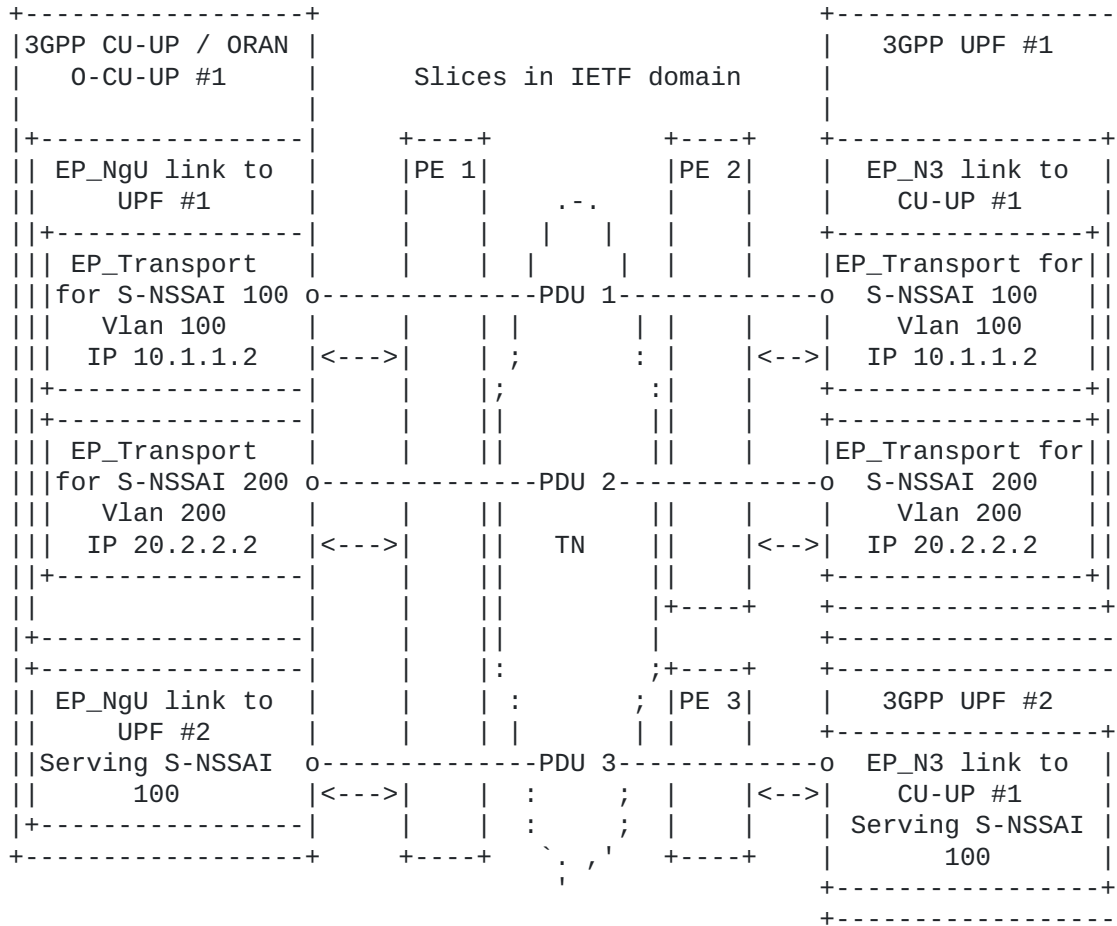 3GPP CU-UP / ORAN 3GPP UPF #1
O-CU-UP #1 Slices in IETF domain
EP_NgU link to PE 1 PE 2 EP_N3 link to
UPF #1 CU-UP #1
EP_Transport EP_Transport for
for S-NSSAI 100 PDU 1 S-NSSAI 100
Vlan 100 Vlan 100
IP 10.1.1.2 IP 10.1.1.2
EP_Transport EP_Transport for
for S-NSSAI 200 PDU 2 S-NSSAI 200
Vlan 200 Vlan 200
IP 20.2.2.2 TN IP 20.2.2.2
EP_NgU link to PE 3 3GPP UPF #2
UPF #2
Serving S-NSSAI PDU 3 EP_N3 link to
100 CU-UP #1
Serving S-NSSAI
100